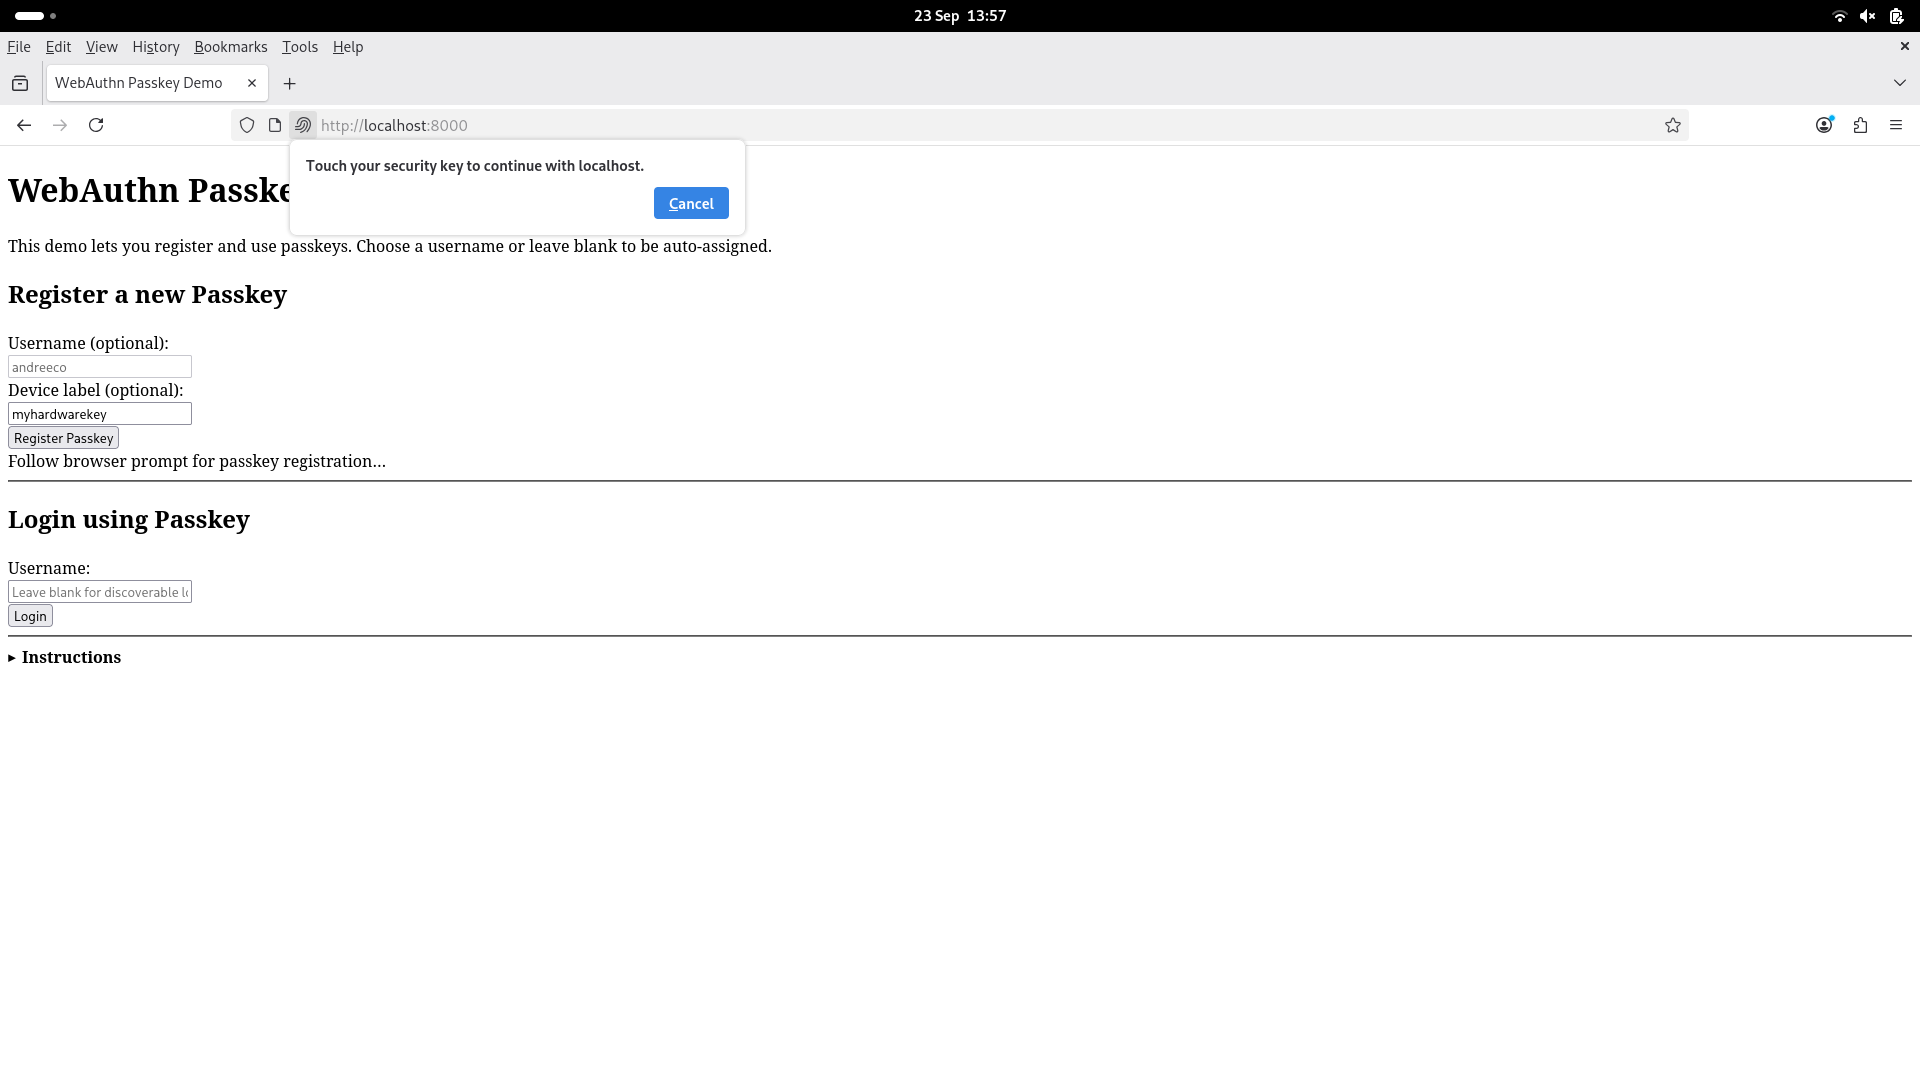 23 Sep 13:57
File Edit View History Bookmarks Tools Help
WebAuthn Passkey Demo
http://localhost:8000
Touch your security key to continue with localhost.
Cancel
WebAuthn Passke
This demo lets you register and use passkeys. Choose a username or leave blank to be auto-assigned.
Register a new Passkey
Username (optional):
andreeco
Device label (optional):
myhardwarekey
Register Passkey
Follow browser prompt for passkey registration...
Login using Passkey
Username:
Leave blank for discoverable lo
Login
Instructions